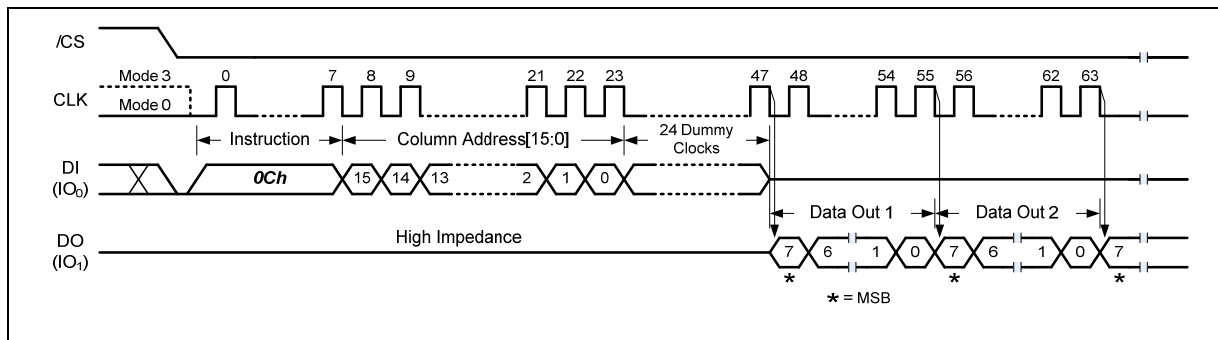 /CS
Mode 3 0 7 8 9 21 22 23 47 48 54 55 56 62 63
CLK
Mode 0
Instruction Column Address[15:0] 24 Dummy Clocks
DI
(IO0)
0Ch 15 14 13 2 1 0
Data Out 1 Data Out 2
High Impedance
DO
(IO1)
7 6 1 0 7 6 1 0 7
* * *
* = MSB